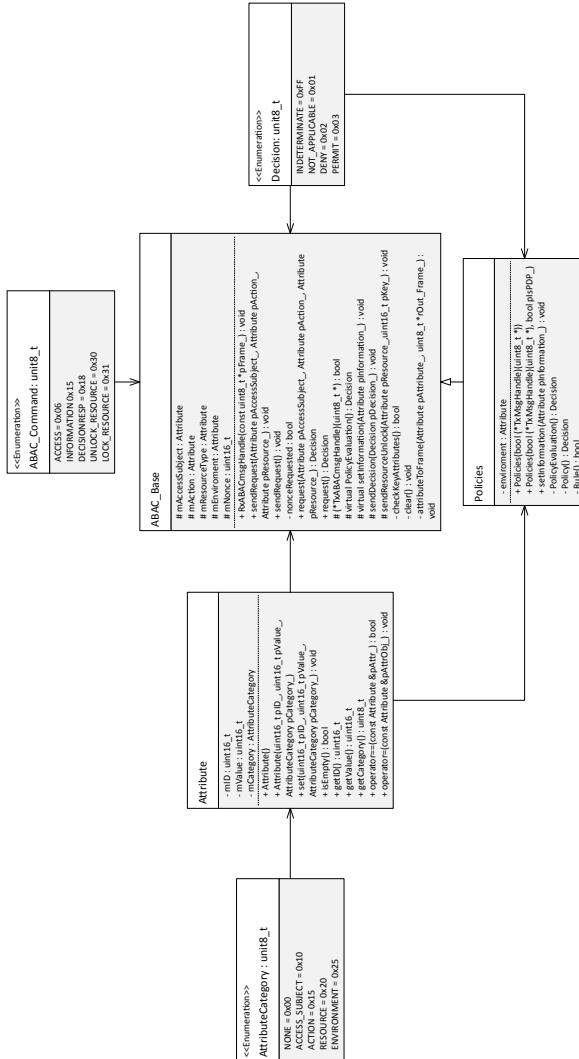 <<Enumeration>>
ABAC_Command: unit8_t
ACCESS = 0x06
INFORMATION 0x15
DECISIONRESP = 0x18
UNLOCK_RESOURCE = 0x30
LOCK_RESOURCE = 0x31
<<Enumeration>>
AttributeCategory : unit8_t
NONE = 0x00
ACCESS_SUBJECT = 0x10
ACTION = 0x15
RESOURCE = 0x20
ENVIRONMENT = 0x25
Attribute
- mID : uint16_t
- mValue : uint16_t
- mCategory : AttributeCategory
+ Attribute()
+ Attribute(uint16_t pID_, uint16_t pValue_,
AttributeCategory pCategory_)
+ set(uint16_t pID_, uint16_t pValue_,
AttributeCategory pCategory_) : void
+ isEmpty() : bool
+ getID() : uint16_t
+ getValue() : uint16_t
+ getCategory() : uint8_t
+ operator==(const Attribute &pAttr_) : bool
+ operator=(const Attribute &pAttrObj_) : void
ABAC_Base
# mAccessSubject : Attribute
# mAction : Attribute
# mResourceType : Attribute
# mEnviroment : Attribute
# mNonce : uint16_t
+ RxABACmsgHandle(const uint8_t *pFrame_) : void
+ sendRequest(Attribute pAccessSubject_, Attribute pAction_,
Attribute pResource_) : void
+ sendRequest() : void
- nonceRequested : bool
+ request(Attribute pAccessSubject_, Attribute pAction_, Attribute
pResource_) : Decision
+ request() : Decision
# (*TxABACmsgHandle)(uint8_t *) : bool
# virtual PolicyEvaluation() : Decision
# virtual setInformation(Attribute pInformation_) : void
# sendDecision(Decision pDecision_) : void
# sendResourceUnlock(Attribute pResource_,uint16_t pKey_) : void
- checkKeyAttributes() : bool
- clear() : void
- attributeToFrame(Attribute pAttribute_, uint8_t *rOut_Frame_) :
void
<<Enumeration>>
Decision: unit8_t
INDETERMINATE = 0xFF
NOT_APPLICABLE = 0x01
DENY = 0x02
PERMIT = 0x03
Policies
- enviroment : Attribute
+ Policies(bool (*TxMsgHandle)(uint8_t *))
+ Policies(bool (*TxMsgHandle)(uint8_t *), bool pIsPDP_)
+ setInformation(Attribute pInformation_) : void
- PolicyEvaluation() : Decision
- Policy() : Decision
- Rule() : bool